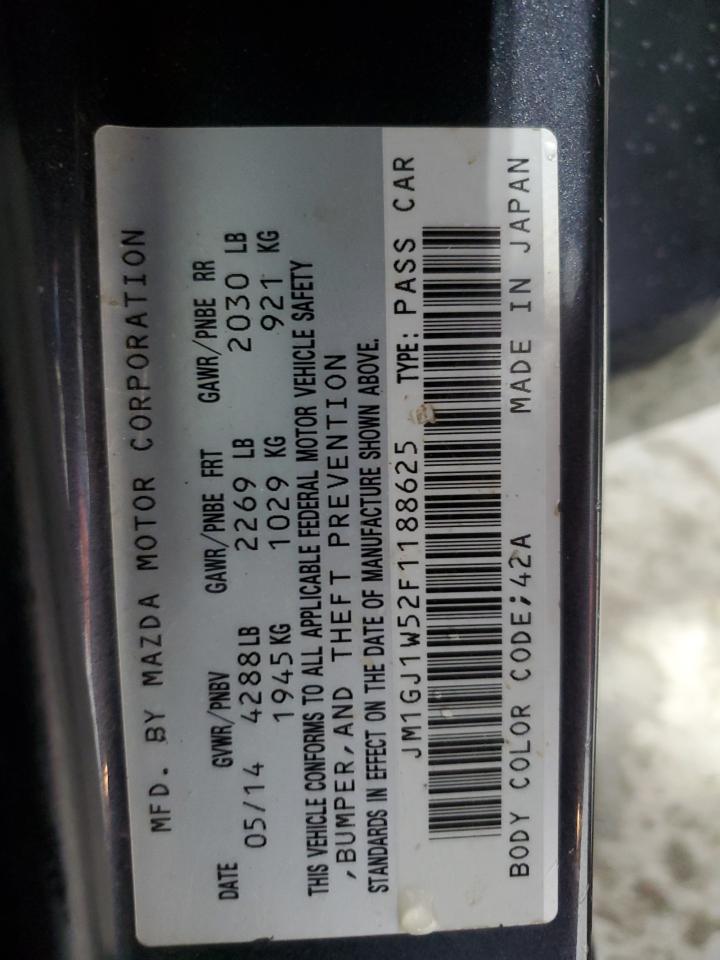 MFD. BY MAZDA MOTOR CORPORATION
DATE GVWR/PNBV GAWR/PNBE FRT GAWR/PNBE RR
05/14 4288LB 2269 LB 2030 LB
1945KG 1029 KG 921 KG
THIS VEHICLE CONFORMS TO ALL APPLICABLE FEDERAL MOTOR VEHICLE SAFETY
,BUMPER,AND THEFT PREVENTION
STANDARDS IN EFFECT ON THE DATE OF MANUFACTURE SHOWN ABOVE.
JM1GJ1W52F1188625 TYPE: PASS CAR
BODY COLOR CODE;42A MADE IN JAPAN